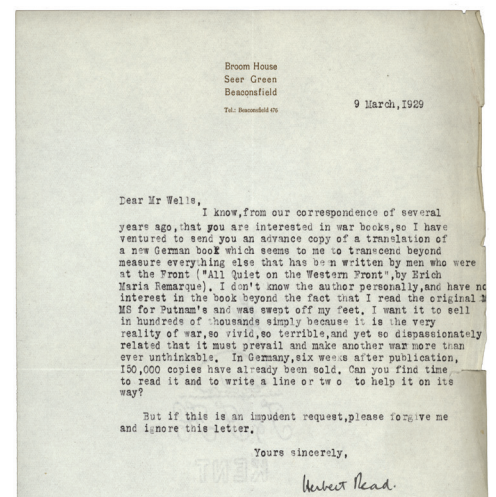 Broom House
Seer Green
Beaconsfield
Tel.: Beaconsfield 476
9 March,1929
Dear Mr Wells,
I know,from our correspondence of several
years ago,that you are interested in war books,so I have
ventured to send you an advance copy of a translation of
a new German book which seems to me to transcend beyond
measure everything else that has been written by men who were
at the Front ("All Quiet on the Western Front",by Erich
Maria Remarque). I don't know the author personally,and have no
interest in the book beyond the fact that I read the original
MS for Putnam's and was swept off my feet. I want it to sell
in hundreds of thousands simply because it is the very
reality of war,so vivid,so terrible,and yet so dispassionately
related that it must prevail and make another war more than
ever unthinkable. In Germany,six weeks after publication,
150,000 copies have already been sold. Can you find time
to read it and to write a line or two to help it on its
way?
But if this is an impudent request,please forgive me
and ignore this letter.
Yours sincerely,
Herbert Read.
KENT